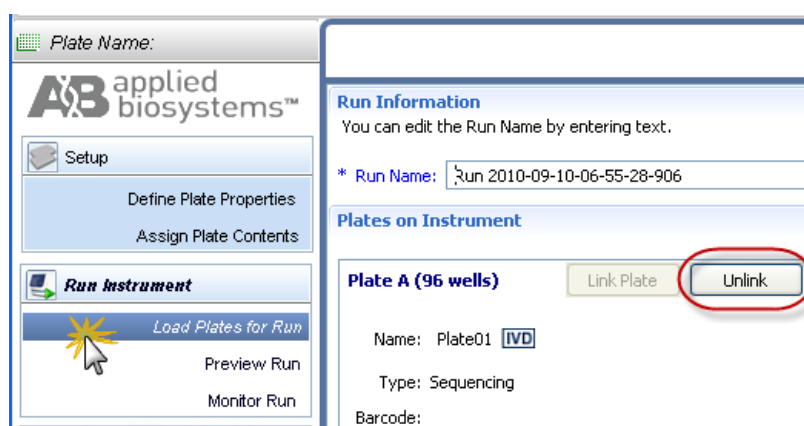 Plate Name:
AB applied
biosystems™
Setup
Define Plate Properties
Assign Plate Contents
Run Instrument
Load Plates for Run
Preview Run
Monitor Run
Run Information
You can edit the Run Name by entering text.
* Run Name: Run 2010-09-10-06-55-28-906
Plates on Instrument
Plate A (96 wells) Link Plate Unlink
Name: Plate01 IVD
Type: Sequencing
Barcode: